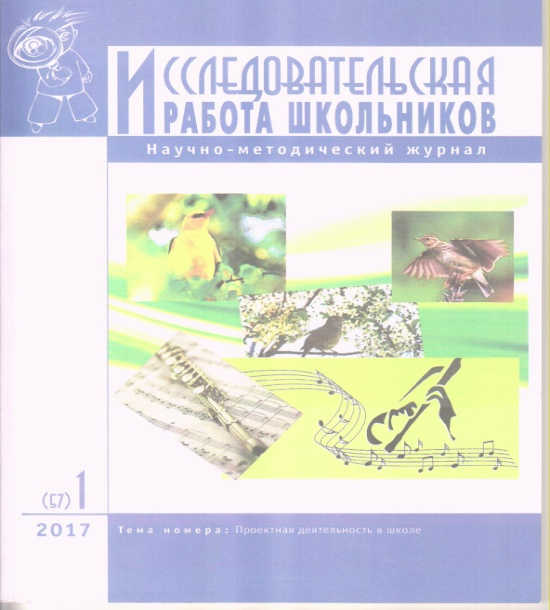 ИССЛЕДОВАТЕЛЬСКАЯ
РАБОТА ШКОЛЬНИКОВ
Научно-методический журнал
(57) 1
2017
Тема номера: Проектная деятельность в школе